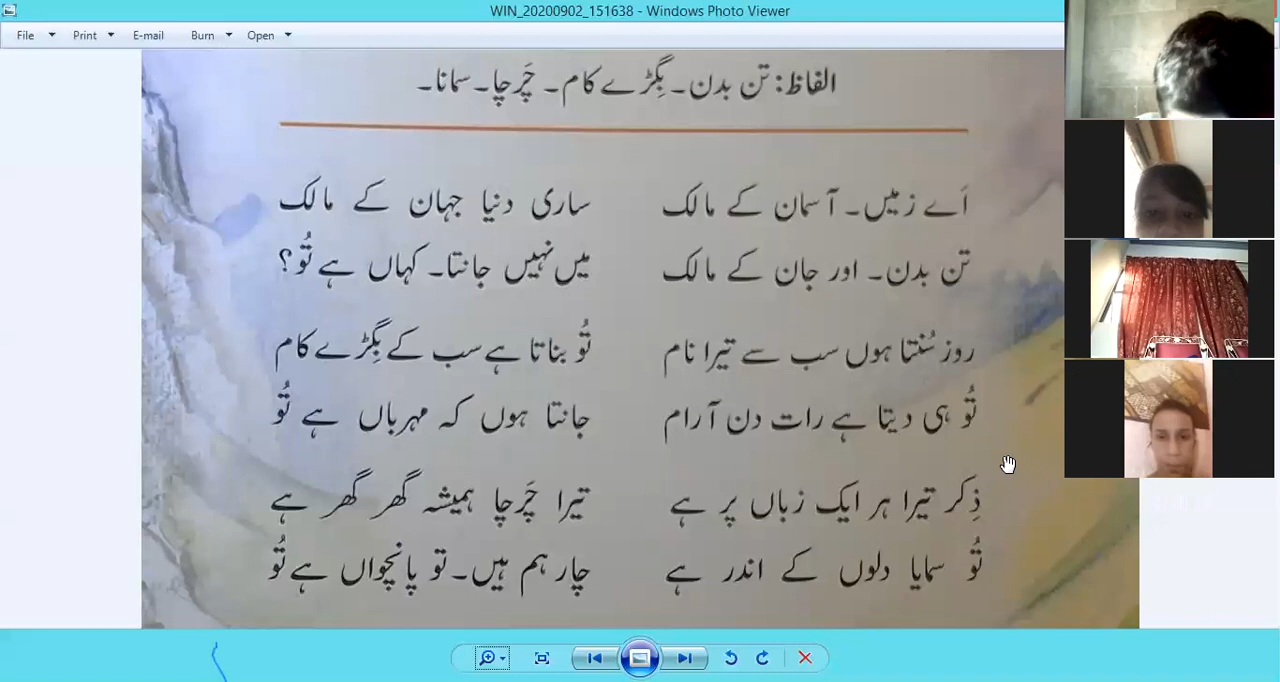 WIN_20200902_151638 - Windows Photo Viewer
File Print E-mail Burn Open
الفاظ: تن بدن۔ بِگڑے کام۔ چَرچا۔ سمانا۔
اَے زمیں۔ آسمان کے مالک ساری دنیا جہان کے مالک
تن بدن۔ اور جان کے مالک میں نہیں جانتا۔ کہاں ہے تُو؟
روز سُنتا ہوں سب سے تیرا نام تُو بناتا ہے سب کے بِگڑے کام
تُو ہی دیتا ہے رات دن آرام جانتا ہوں کہ مہرباں ہے تُو
ذِکر تیرا ہر ایک زباں پر ہے تیرا چَرچا ہمیشہ گھر گھر ہے
تُو سمایا دلوں کے اندر ہے چار ہم ہیں۔ تو پانچواں ہے تُو